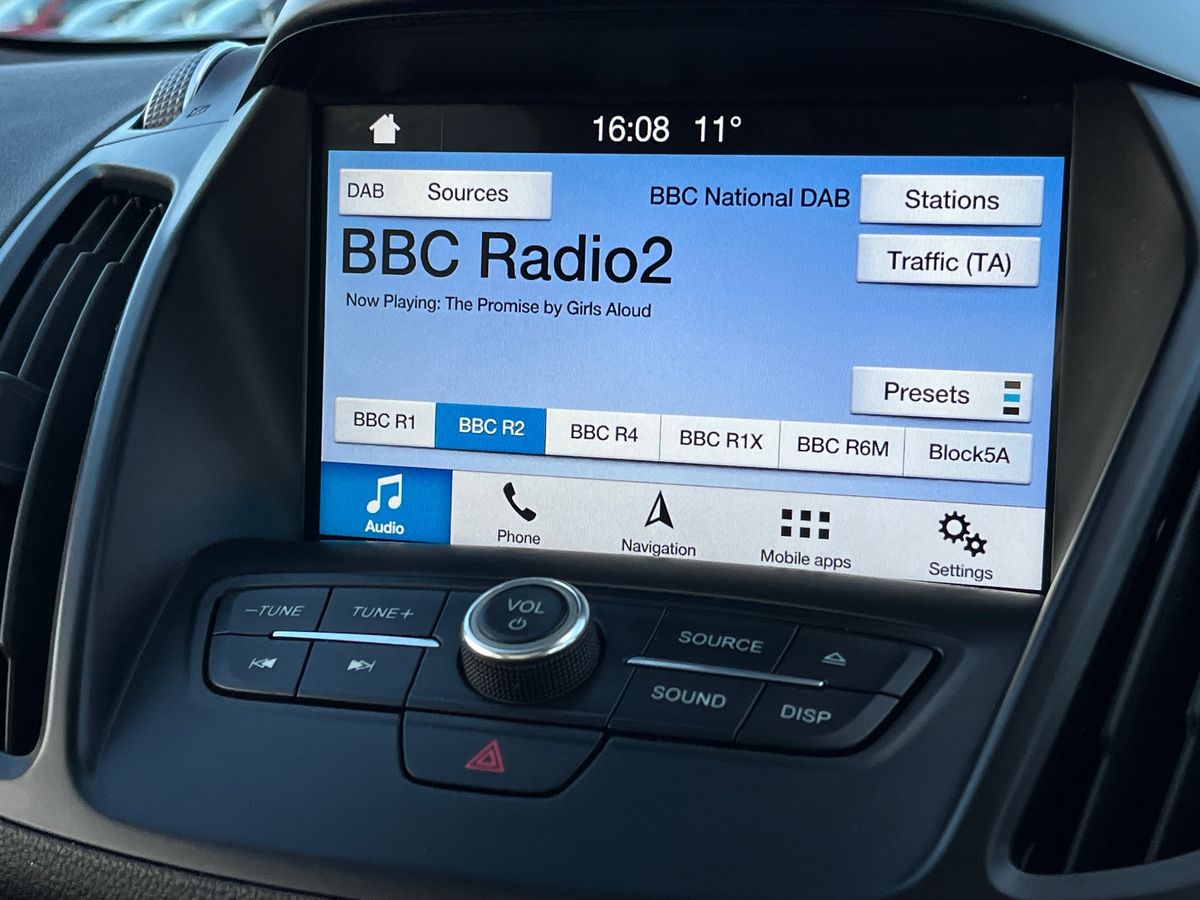 16:08 11°
DAB Sources
BBC National DAB
Stations
BBC Radio2
Traffic (TA)
Now Playing: The Promise by Girls Aloud
Presets
BBC R1
BBC R2
BBC R4
BBC R1X
BBC R6M
Block5A
Audio
Phone
Navigation
Mobile apps
Settings
–TUNE
TUNE+
VOL
SOURCE
SOUND
DISP